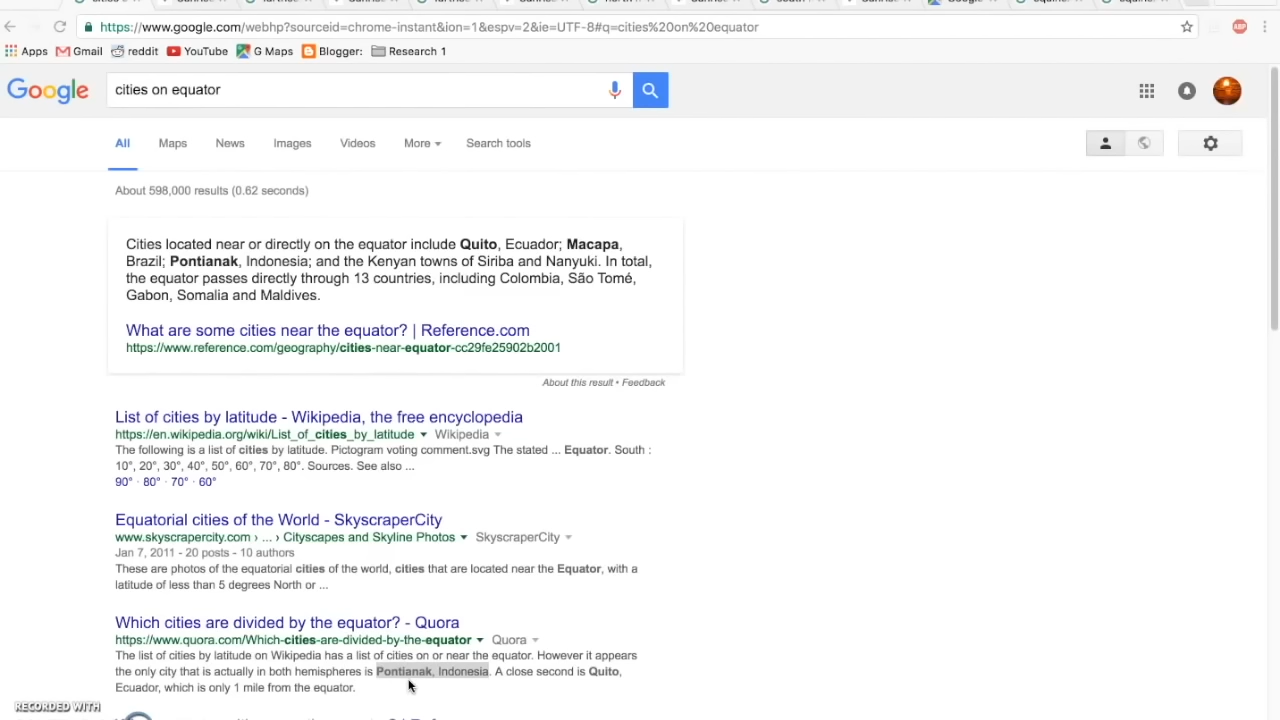 https://www.google.com/webhp?sourceid=chrome-instant&ion=1&espv=2&ie=UTF-8#q=cities%20on%20equator
ABP
Apps Gmail reddit YouTube G Maps Blogger: Research 1
Google cities on equator
All Maps News Images Videos More Search tools
About 598,000 results (0.62 seconds)
Cities located near or directly on the equator include Quito, Ecuador; Macapa,
Brazil; Pontianak, Indonesia; and the Kenyan towns of Siriba and Nanyuki. In total,
the equator passes directly through 13 countries, including Colombia, São Tomé,
Gabon, Somalia and Maldives.
What are some cities near the equator? | Reference.com
https://www.reference.com/geography/cities-near-equator-cc29fe25902b2001
About this result • Feedback
List of cities by latitude - Wikipedia, the free encyclopedia
https://en.wikipedia.org/wiki/List_of_cities_by_latitude Wikipedia
The following is a list of cities by latitude. Pictogram voting comment.svg The stated ... Equator. South :
10°, 20°, 30°, 40°, 50°, 60°, 70°, 80°. Sources. See also ...
90° · 80° · 70° · 60°
Equatorial cities of the World - SkyscraperCity
www.skyscrapercity.com › ... › Cityscapes and Skyline Photos SkyscraperCity
Jan 7, 2011 - 20 posts - 10 authors
These are photos of the equatorial cities of the world, cities that are located near the Equator, with a
latitude of less than 5 degrees North or ...
Which cities are divided by the equator? - Quora
https://www.quora.com/Which-cities-are-divided-by-the-equator Quora
The list of cities by latitude on Wikipedia has a list of cities on or near the equator. However it appears
the only city that is actually in both hemispheres is Pontianak, Indonesia. A close second is Quito,
Ecuador, which is only 1 mile from the equator.
RECORDED WITH